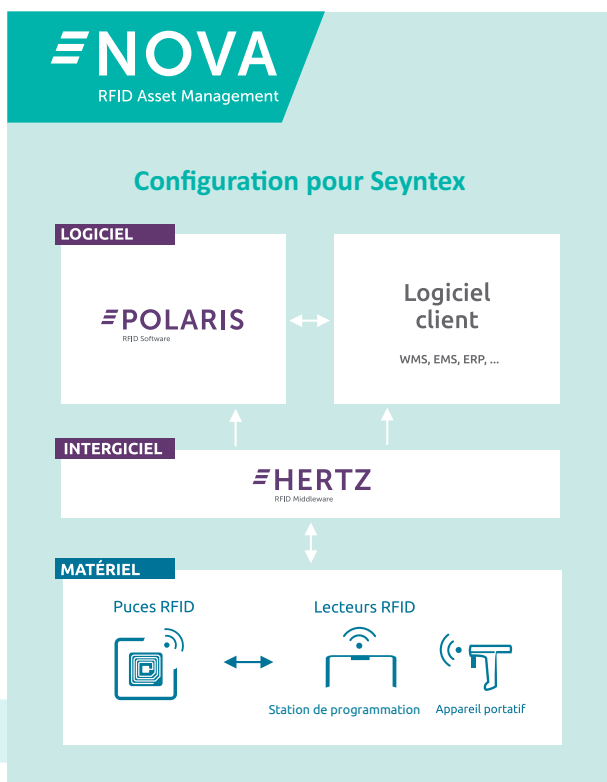 NOVA
RFID Asset Management
Configuration pour Seyntex
LOGICIEL
POLARIS
RFID Software
Logiciel
client
WMS, EMS, ERP, ...
INTERGICIEL
HERTZ
RFID Middleware
MATÉRIEL
Puces RFID
Lecteurs RFID
Station de programmation
Appareil portatif